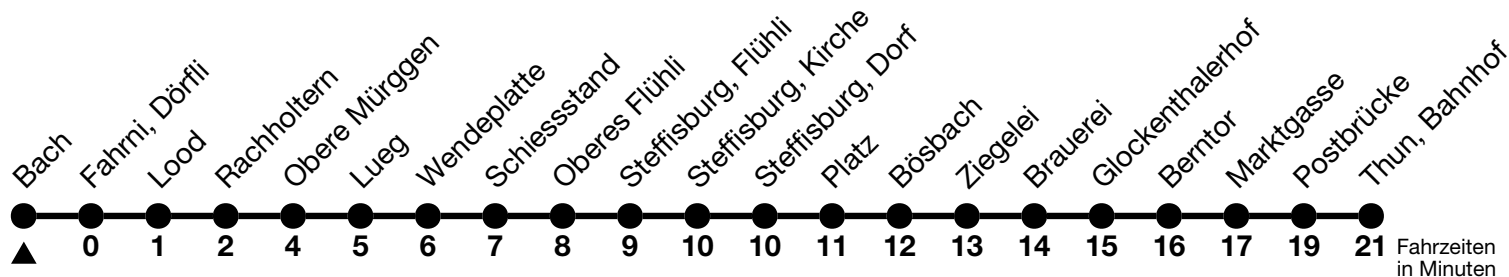 Bach
Fahrni, Dörfli
Lood
Rachholtern
Obere Mürggen
Lueg
Wendeplatte
Schiessstand
Oberes Flühli
Steffisburg, Flühli
Steffisburg, Kirche
Steffisburg, Dorf
Platz
Bösbach
Ziegelei
Brauerei
Glockenthalerhof
Berntor
Marktgasse
Postbrücke
Thun, Bahnhof
0 1 2 4 5 6 7 8 9 10 10 11 12 13 14 15 16 17 19 21
Fahrzeiten
in Minuten